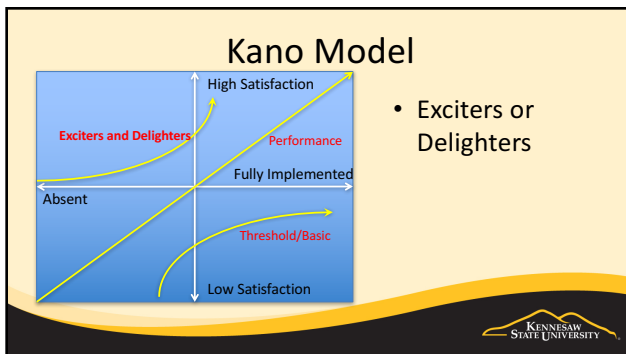 Kano Model
High Satisfaction
Exciters and Delighters
Performance
Fully Implemented
Absent
Threshold/Basic
Low Satisfaction
• Exciters or
Delighters
KENNESAW
STATE UNIVERSITY